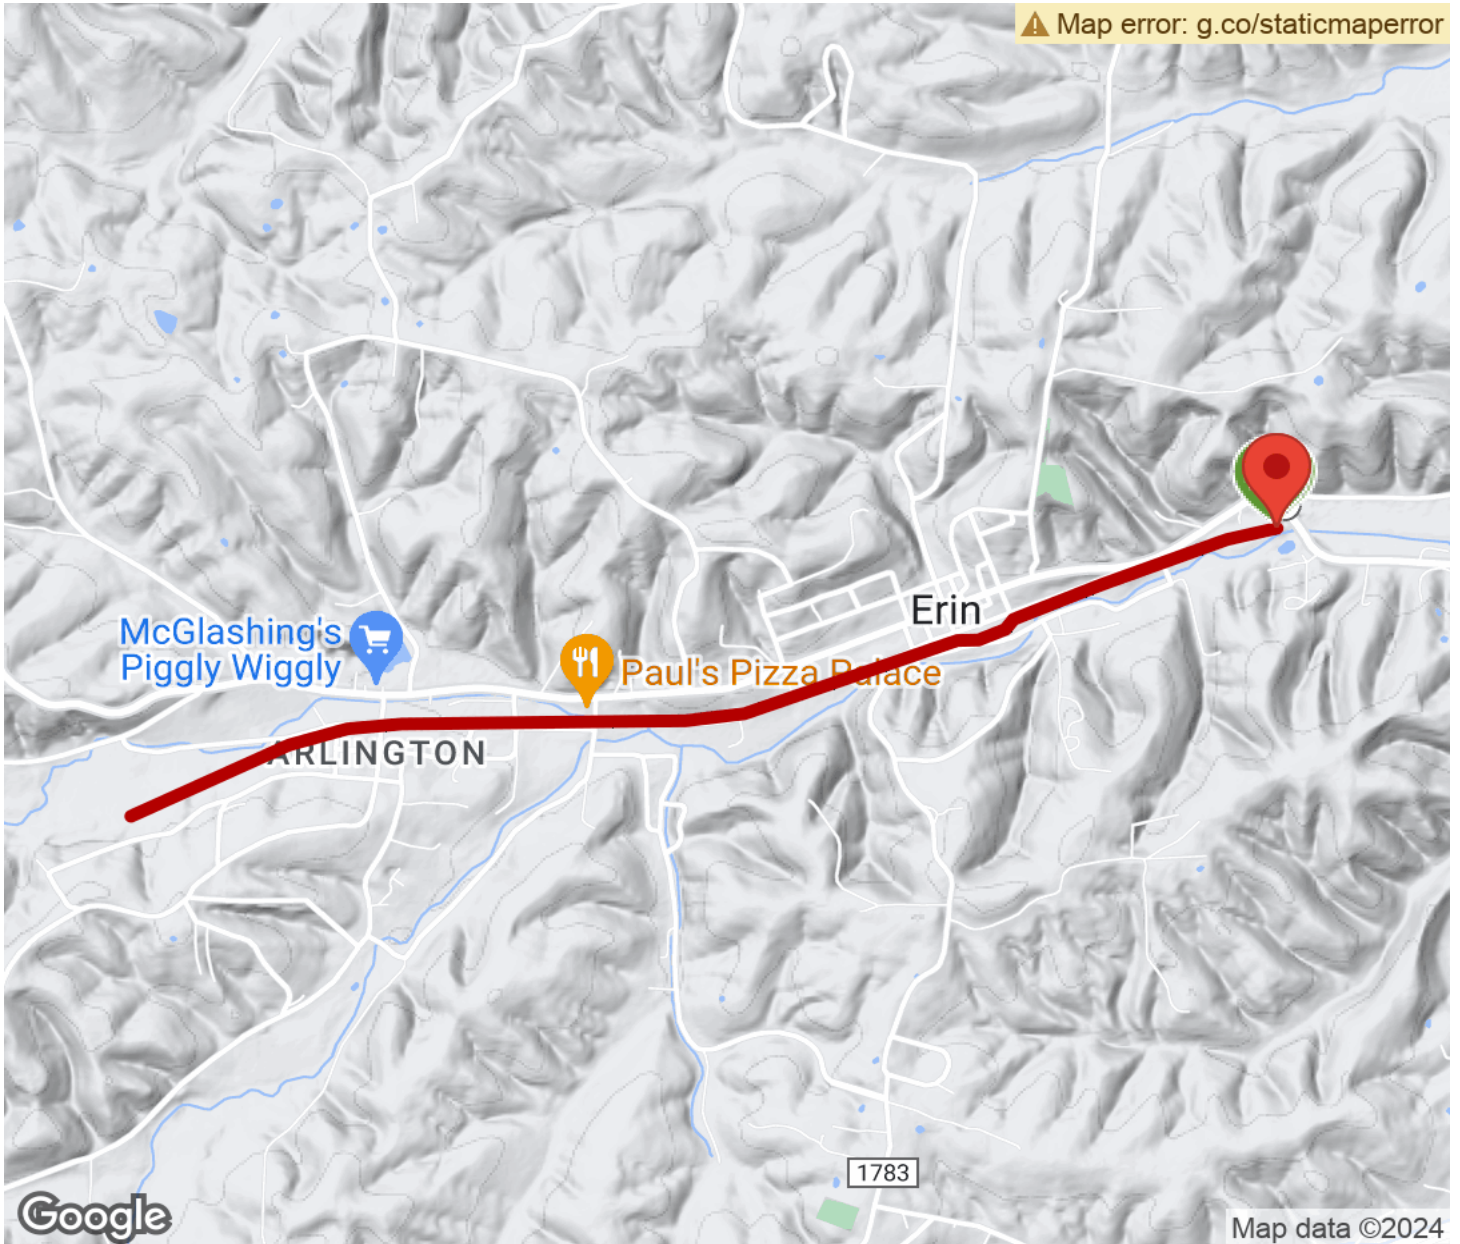 Map error: g.co/staticmaperror
Erin
McGlashing's
Piggly Wiggly
Paul's Pizza Palace
ARLINGTON
1783
Google
Map data ©2024